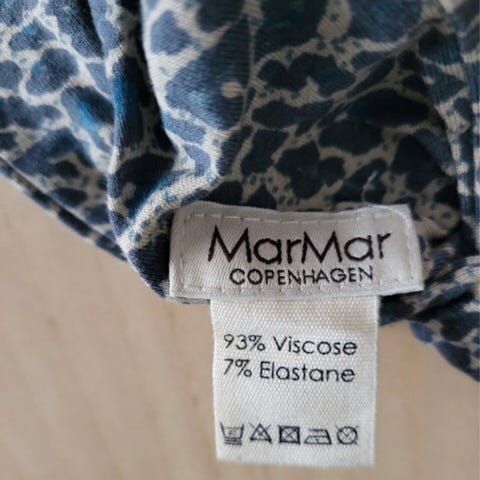 MarMar
COPENHAGEN
93% Viscose
7% Elastane